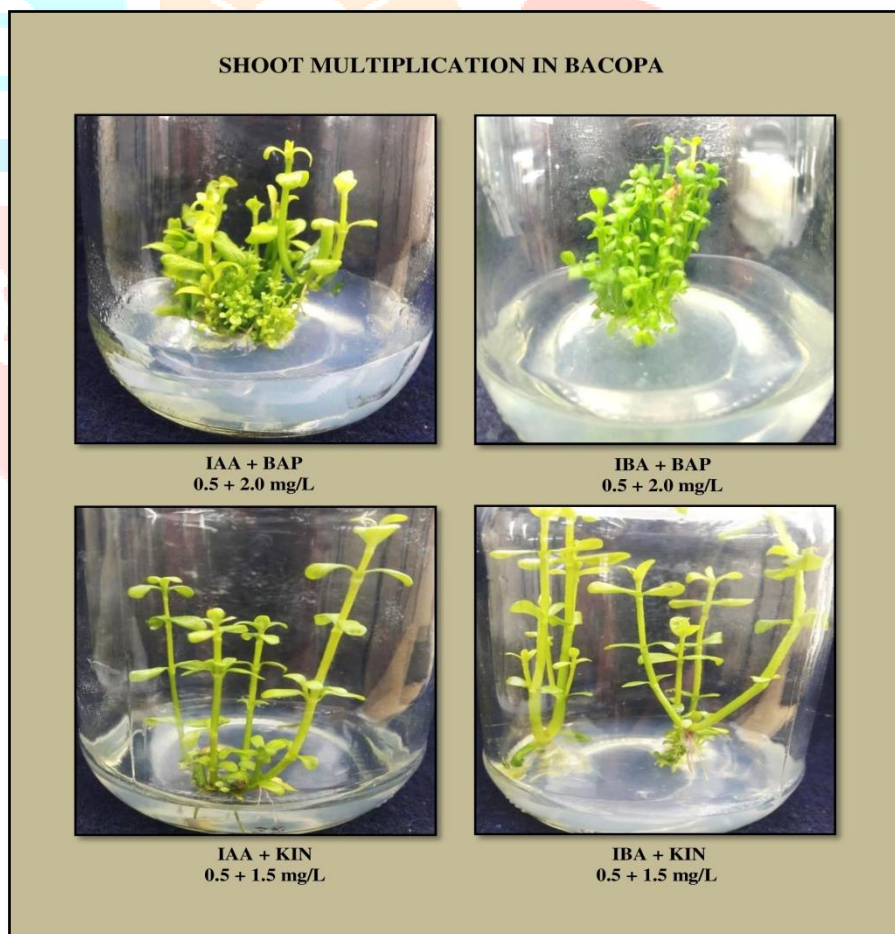 SHOOT MULTIPLICATION IN BACOPA
IAA + BAP
0.5 + 2.0 mg/L
IBA + BAP
0.5 + 2.0 mg/L
IAA + KIN
0.5 + 1.5 mg/L
IBA + KIN
0.5 + 1.5 mg/L